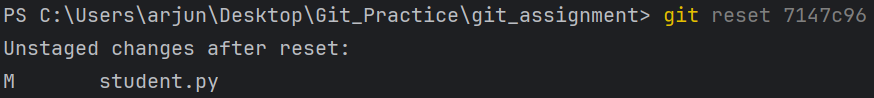 PS C:\Users\arjun\Desktop\Git_Practice\git_assignment> git reset 7147c96
Unstaged changes after reset:
M       student.py